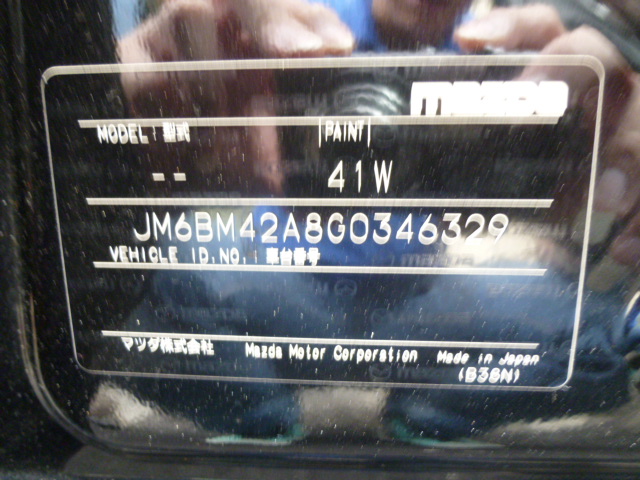 mazda
MODEL: 型式 PAINT
-- 41W
JM6BM42A8G0346329
VEHICLE ID.NO.: 車台番号
マツダ株式会社 Mazda Motor Corporation Made in Japan
(B38N)